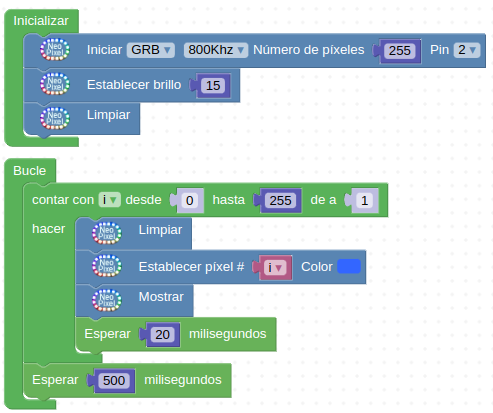 Inicializar
Neo Pixel Iniciar GRB 800Khz Número de píxeles 255 Pin 2
Neo Pixel Establecer brillo 15
Neo Pixel Limpiar
Bucle
contar con i desde 0 hasta 255 de a 1
hacer Neo Pixel Limpiar
Neo Pixel Establecer píxel # i Color
Neo Pixel Mostrar
Esperar 20 milisegundos
Esperar 500 milisegundos